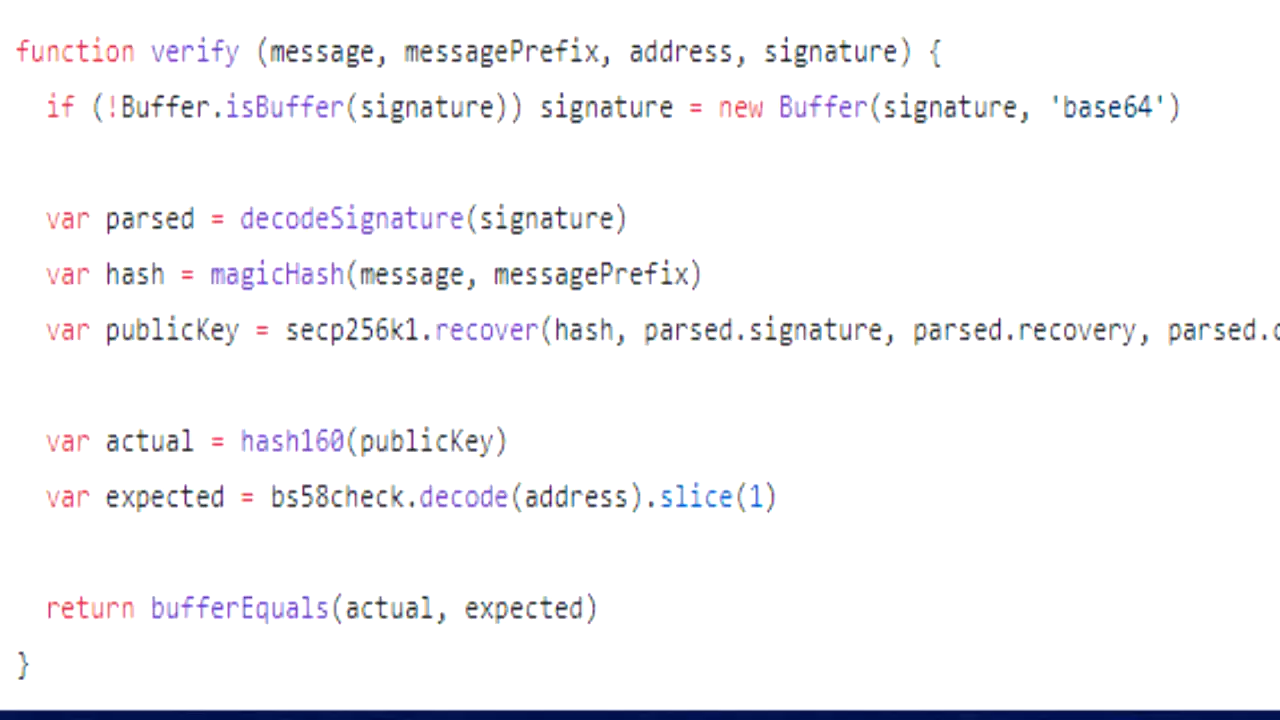 function verify (message, messagePrefix, address, signature) {
if (!Buffer.isBuffer(signature)) signature = new Buffer(signature, 'base64')
var parsed = decodeSignature(signature)
var hash = magicHash(message, messagePrefix)
var publicKey = secp256k1.recover(hash, parsed.signature, parsed.recovery, parsed.c
var actual = hash160(publicKey)
var expected = bs58check.decode(address).slice(1)
return bufferEquals(actual, expected)
}